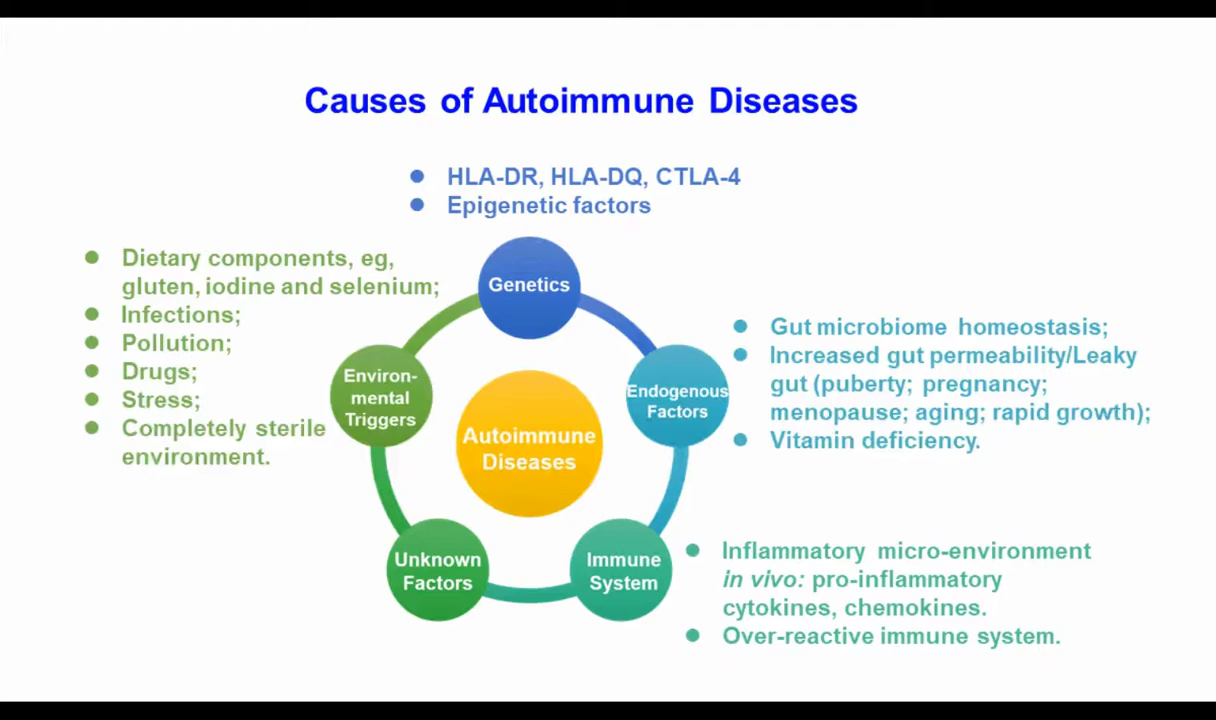 Causes of Autoimmune Diseases
HLA-DR, HLA-DQ, CTLA-4
Epigenetic factors
Genetics
Dietary components, eg,
gluten, iodine and selenium;
Infections;
Pollution;
Drugs;
Stress;
Completely sterile
environment.
Environ-
mental
Triggers
Autoimmune
Diseases
Endogenous
Factors
Gut microbiome homeostasis;
Increased gut permeability/Leaky
gut (puberty; pregnancy;
menopause; aging; rapid growth);
Vitamin deficiency.
Unknown
Factors
Immune
System
Inflammatory micro-environment
in vivo: pro-inflammatory
cytokines, chemokines.
Over-reactive immune system.